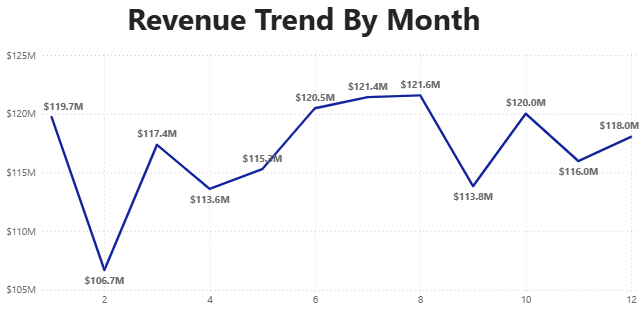 Revenue Trend By Month
$125M
$120M
$115M
$110M
$105M
$119.7M
$106.7M
$117.4M
$113.6M
$115.3M
$120.5M
$121.4M
$121.6M
$113.8M
$120.0M
$116.0M
$118.0M
2
4
6
8
10
12